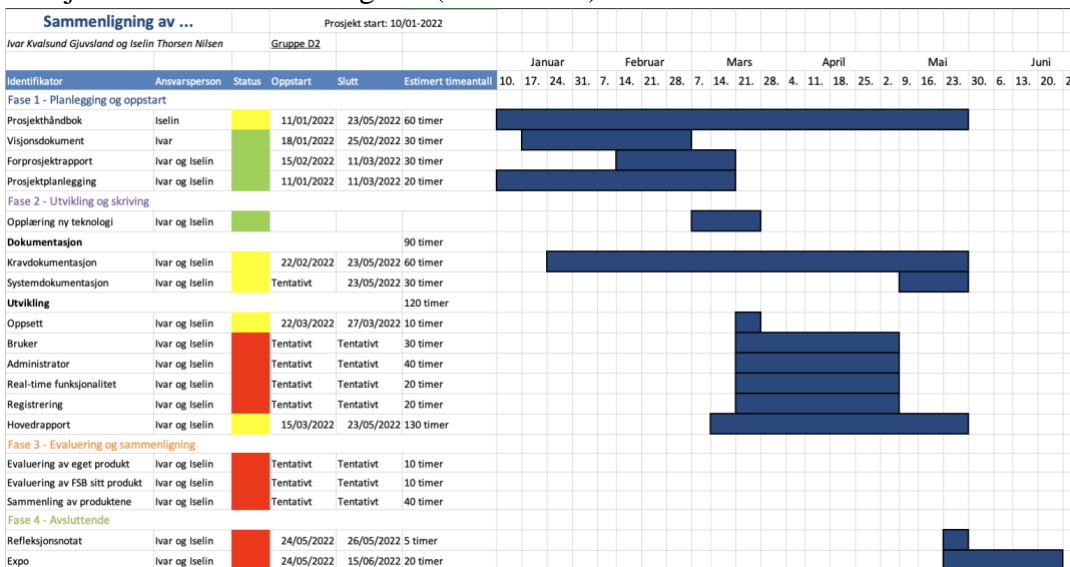 Sammenligning av ... Prosjekt start: 10/01-2022
Ivar Kvalsund Gjuvsland og Iselin Thorsen Nilsen Gruppe D2
Januar Februar Mars April Mai Juni
Identifikator Ansvarsperson Status Oppstart Slutt Estimert timeantall 10. 17. 24. 31. 7. 14. 21. 28. 7. 14. 21. 28. 4. 11. 18. 25. 2. 9. 16. 23. 30. 6. 13. 20. 2
Fase 1 - Planlegging og oppstart
Prosjekthåndbok Iselin 11/01/2022 23/05/2022 60 timer
Visjonsdokument Ivar 18/01/2022 25/02/2022 30 timer
Forprosjektrapport Ivar og Iselin 15/02/2022 11/03/2022 30 timer
Prosjektplanlegging Ivar og Iselin 11/01/2022 11/03/2022 20 timer
Fase 2 - Utvikling og skriving
Opplæring ny teknologi Ivar og Iselin
Dokumentasjon 90 timer
Kravdokumentasjon Ivar og Iselin 22/02/2022 23/05/2022 60 timer
Systemdokumentasjon Ivar og Iselin Tentativt 23/05/2022 30 timer
Utvikling 120 timer
Oppsett Ivar og Iselin 22/03/2022 27/03/2022 10 timer
Bruker Ivar og Iselin Tentativt Tentativt 30 timer
Administrator Ivar og Iselin Tentativt Tentativt 40 timer
Real-time funksjonalitet Ivar og Iselin Tentativt Tentativt 20 timer
Registrering Ivar og Iselin Tentativt Tentativt 20 timer
Hovedrapport Ivar og Iselin 15/03/2022 23/05/2022 130 timer
Fase 3 - Evaluering og sammenligning
Evaluering av eget produkt Ivar og Iselin Tentativt Tentativt 10 timer
Evaluering av FSB sitt produkt Ivar og Iselin Tentativt Tentativt 10 timer
Sammenling av produktene Ivar og Iselin Tentativt Tentativt 40 timer
Fase 4 - Avsluttende
Refleksjonsnotat Ivar og Iselin 24/05/2022 26/05/2022 5 timer
Expo Ivar og Iselin 24/05/2022 15/06/2022 20 timer